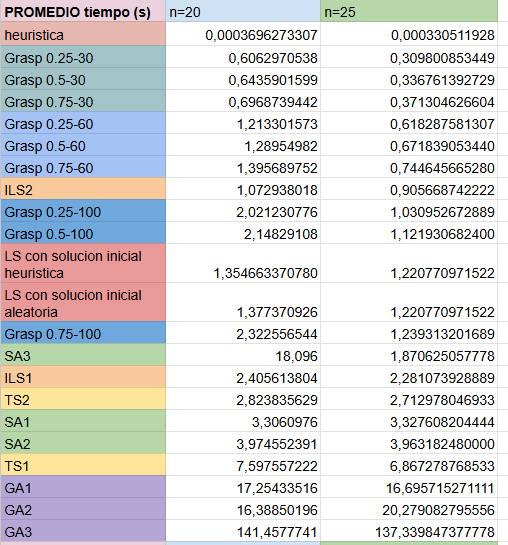 PROMEDIO tiempo (s) n=20 n=25
heuristica 0,0003696273307 0,000330511928
Grasp 0.25-30 0,6062970538 0,309800853449
Grasp 0.5-30 0,6435901599 0,336761392729
Grasp 0.75-30 0,6968739442 0,371304626604
Grasp 0.25-60 1,213301573 0,618287581307
Grasp 0.5-60 1,28954982 0,671839053440
Grasp 0.75-60 1,395689752 0,744645665280
ILS2 1,072938018 0,905668742222
Grasp 0.25-100 2,021230776 1,030952672889
Grasp 0.5-100 2,14829108 1,121930682400
LS con solucion inicial
heuristica 1,354663370780 1,220770971522
LS con solucion inicial
aleatoria 1,377370926 1,220770971522
Grasp 0.75-100 2,322556544 1,239313201689
SA3 18,096 1,870625057778
ILS1 2,405613804 2,281073928889
TS2 2,823835629 2,712978046933
SA1 3,3060976 3,327608204444
SA2 3,974552391 3,963182480000
TS1 7,597557222 6,867278768533
GA1 17,25433516 16,695715271111
GA2 16,38850196 20,279082795556
GA3 141,4577741 137,339847377778